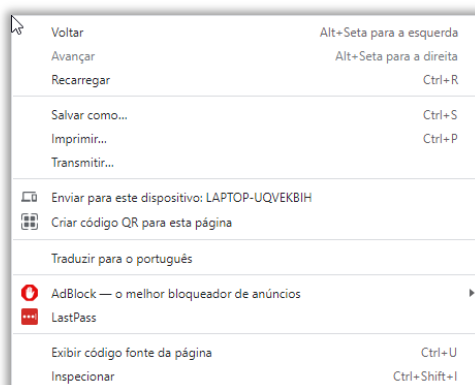 Voltar Alt+Seta para a esquerda
Avançar Alt+Seta para a direita
Recarregar Ctrl+R
Salvar como... Ctrl+S
Imprimir... Ctrl+P
Transmitir...
Enviar para este dispositivo: LAPTOP-UQVEKBIH
Criar código QR para esta página
Traduzir para o português
AdBlock — o melhor bloqueador de anúncios
LastPass
Exibir código fonte da página Ctrl+U
Inspecionar Ctrl+Shift+I